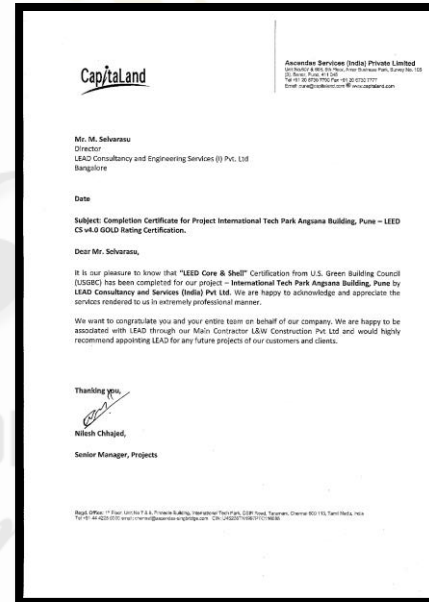 CapitaLand
Ascendas Services (India) Private Limited
Mr. M. Selvarasu
Director
LEAD Consultancy and Engineering Services (I) Pvt. Ltd
Bangalore
Date
Subject: Completion Certificate for Project International Tech Park Angsana Building, Pune – LEED
CS v4.0 GOLD Rating Certification.
Dear Mr. Selvarasu,
It is our pleasure to know that "LEED Core & Shell" Certification from U.S. Green Building Council
(USGBC) has been completed for our project – International Tech Park Angsana Building, Pune by
LEAD Consultancy and Services (India) Pvt Ltd. We are happy to acknowledge and appreciate the
services rendered to us in extremely professional manner.
We want to congratulate you and your entire team on behalf of our company. We are happy to be
associated with LEAD through our Main Contractor L&W Construction Pvt Ltd and would highly
recommend appointing LEAD for any future projects of our customers and clients.
Thanking you,
Nilesh Chhajed,
Senior Manager, Projects